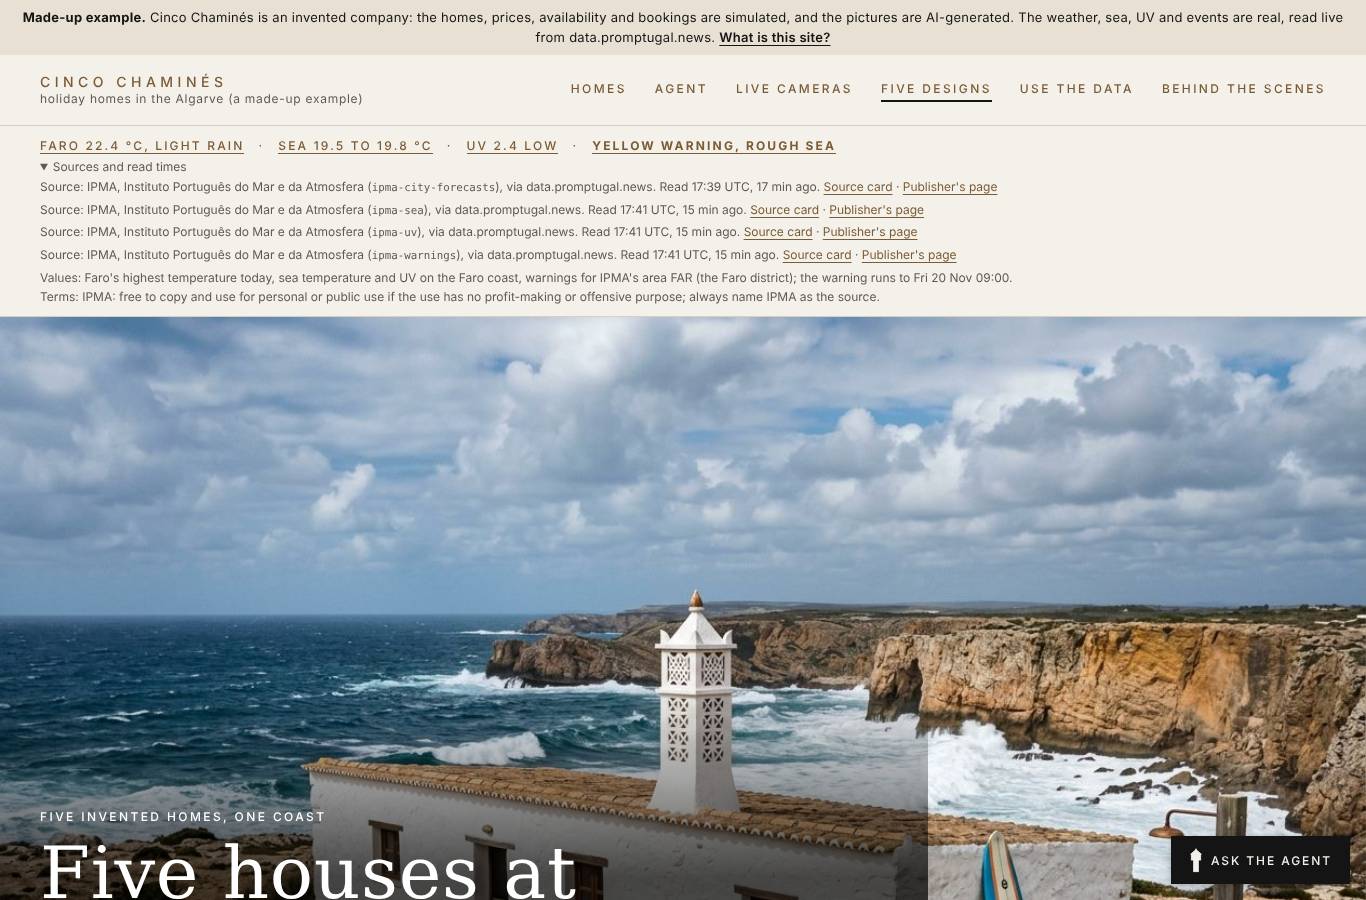 Made-up example. Cinco Chaminés is an invented company: the homes, prices, availability and bookings are simulated, and the pictures are AI-generated. The weather, sea, UV and events are real, read live
from data.promptugal.news. What is this site?
CINCO CHAMINÉS
holiday homes in the Algarve (a made-up example)
HOMES AGENT LIVE CAMERAS FIVE DESIGNS USE THE DATA BEHIND THE SCENES
FARO 22.4 °C, LIGHT RAIN · SEA 19.5 TO 19.8 °C · UV 2.4 LOW · YELLOW WARNING, ROUGH SEA
▼ Sources and read times
Source: IPMA, Instituto Português do Mar e da Atmosfera (ipma-city-forecasts), via data.promptugal.news. Read 17:39 UTC, 17 min ago. Source card · Publisher's page
Source: IPMA, Instituto Português do Mar e da Atmosfera (ipma-sea), via data.promptugal.news. Read 17:41 UTC, 15 min ago. Source card · Publisher's page
Source: IPMA, Instituto Português do Mar e da Atmosfera (ipma-uv), via data.promptugal.news. Read 17:41 UTC, 15 min ago. Source card · Publisher's page
Source: IPMA, Instituto Português do Mar e da Atmosfera (ipma-warnings), via data.promptugal.news. Read 17:41 UTC, 15 min ago. Source card · Publisher's page
Values: Faro's highest temperature today, sea temperature and UV on the Faro coast, warnings for IPMA's area FAR (the Faro district); the warning runs to Fri 20 Nov 09:00.
Terms: IPMA: free to copy and use for personal or public use if the use has no profit-making or offensive purpose; always name IPMA as the source.
FIVE INVENTED HOMES, ONE COAST
Five houses at
ASK THE AGENT